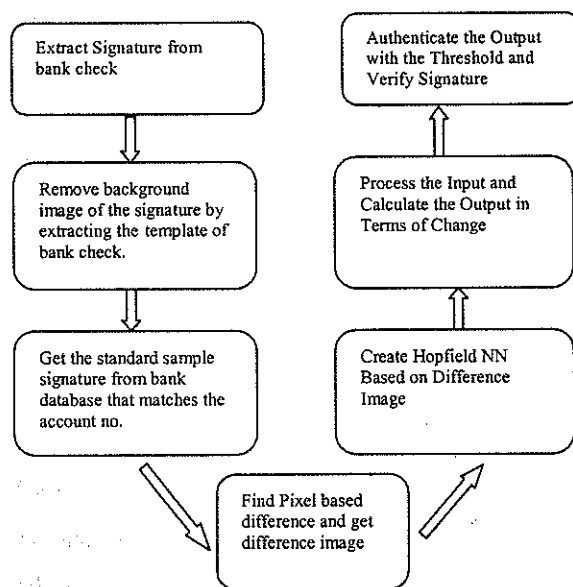 Extract Signature from
bank check
Remove background
image of the signature by
extracting the template of
bank check.
Get the standard sample
signature from bank
database that matches the
account no.
Find Pixel based
difference and get
difference image
Create Hopfield NN
Based on Difference
Image
Process the Input and
Calculate the Output in
Terms of Change
Authenticate the Output
with the Threshold and
Verify Signature